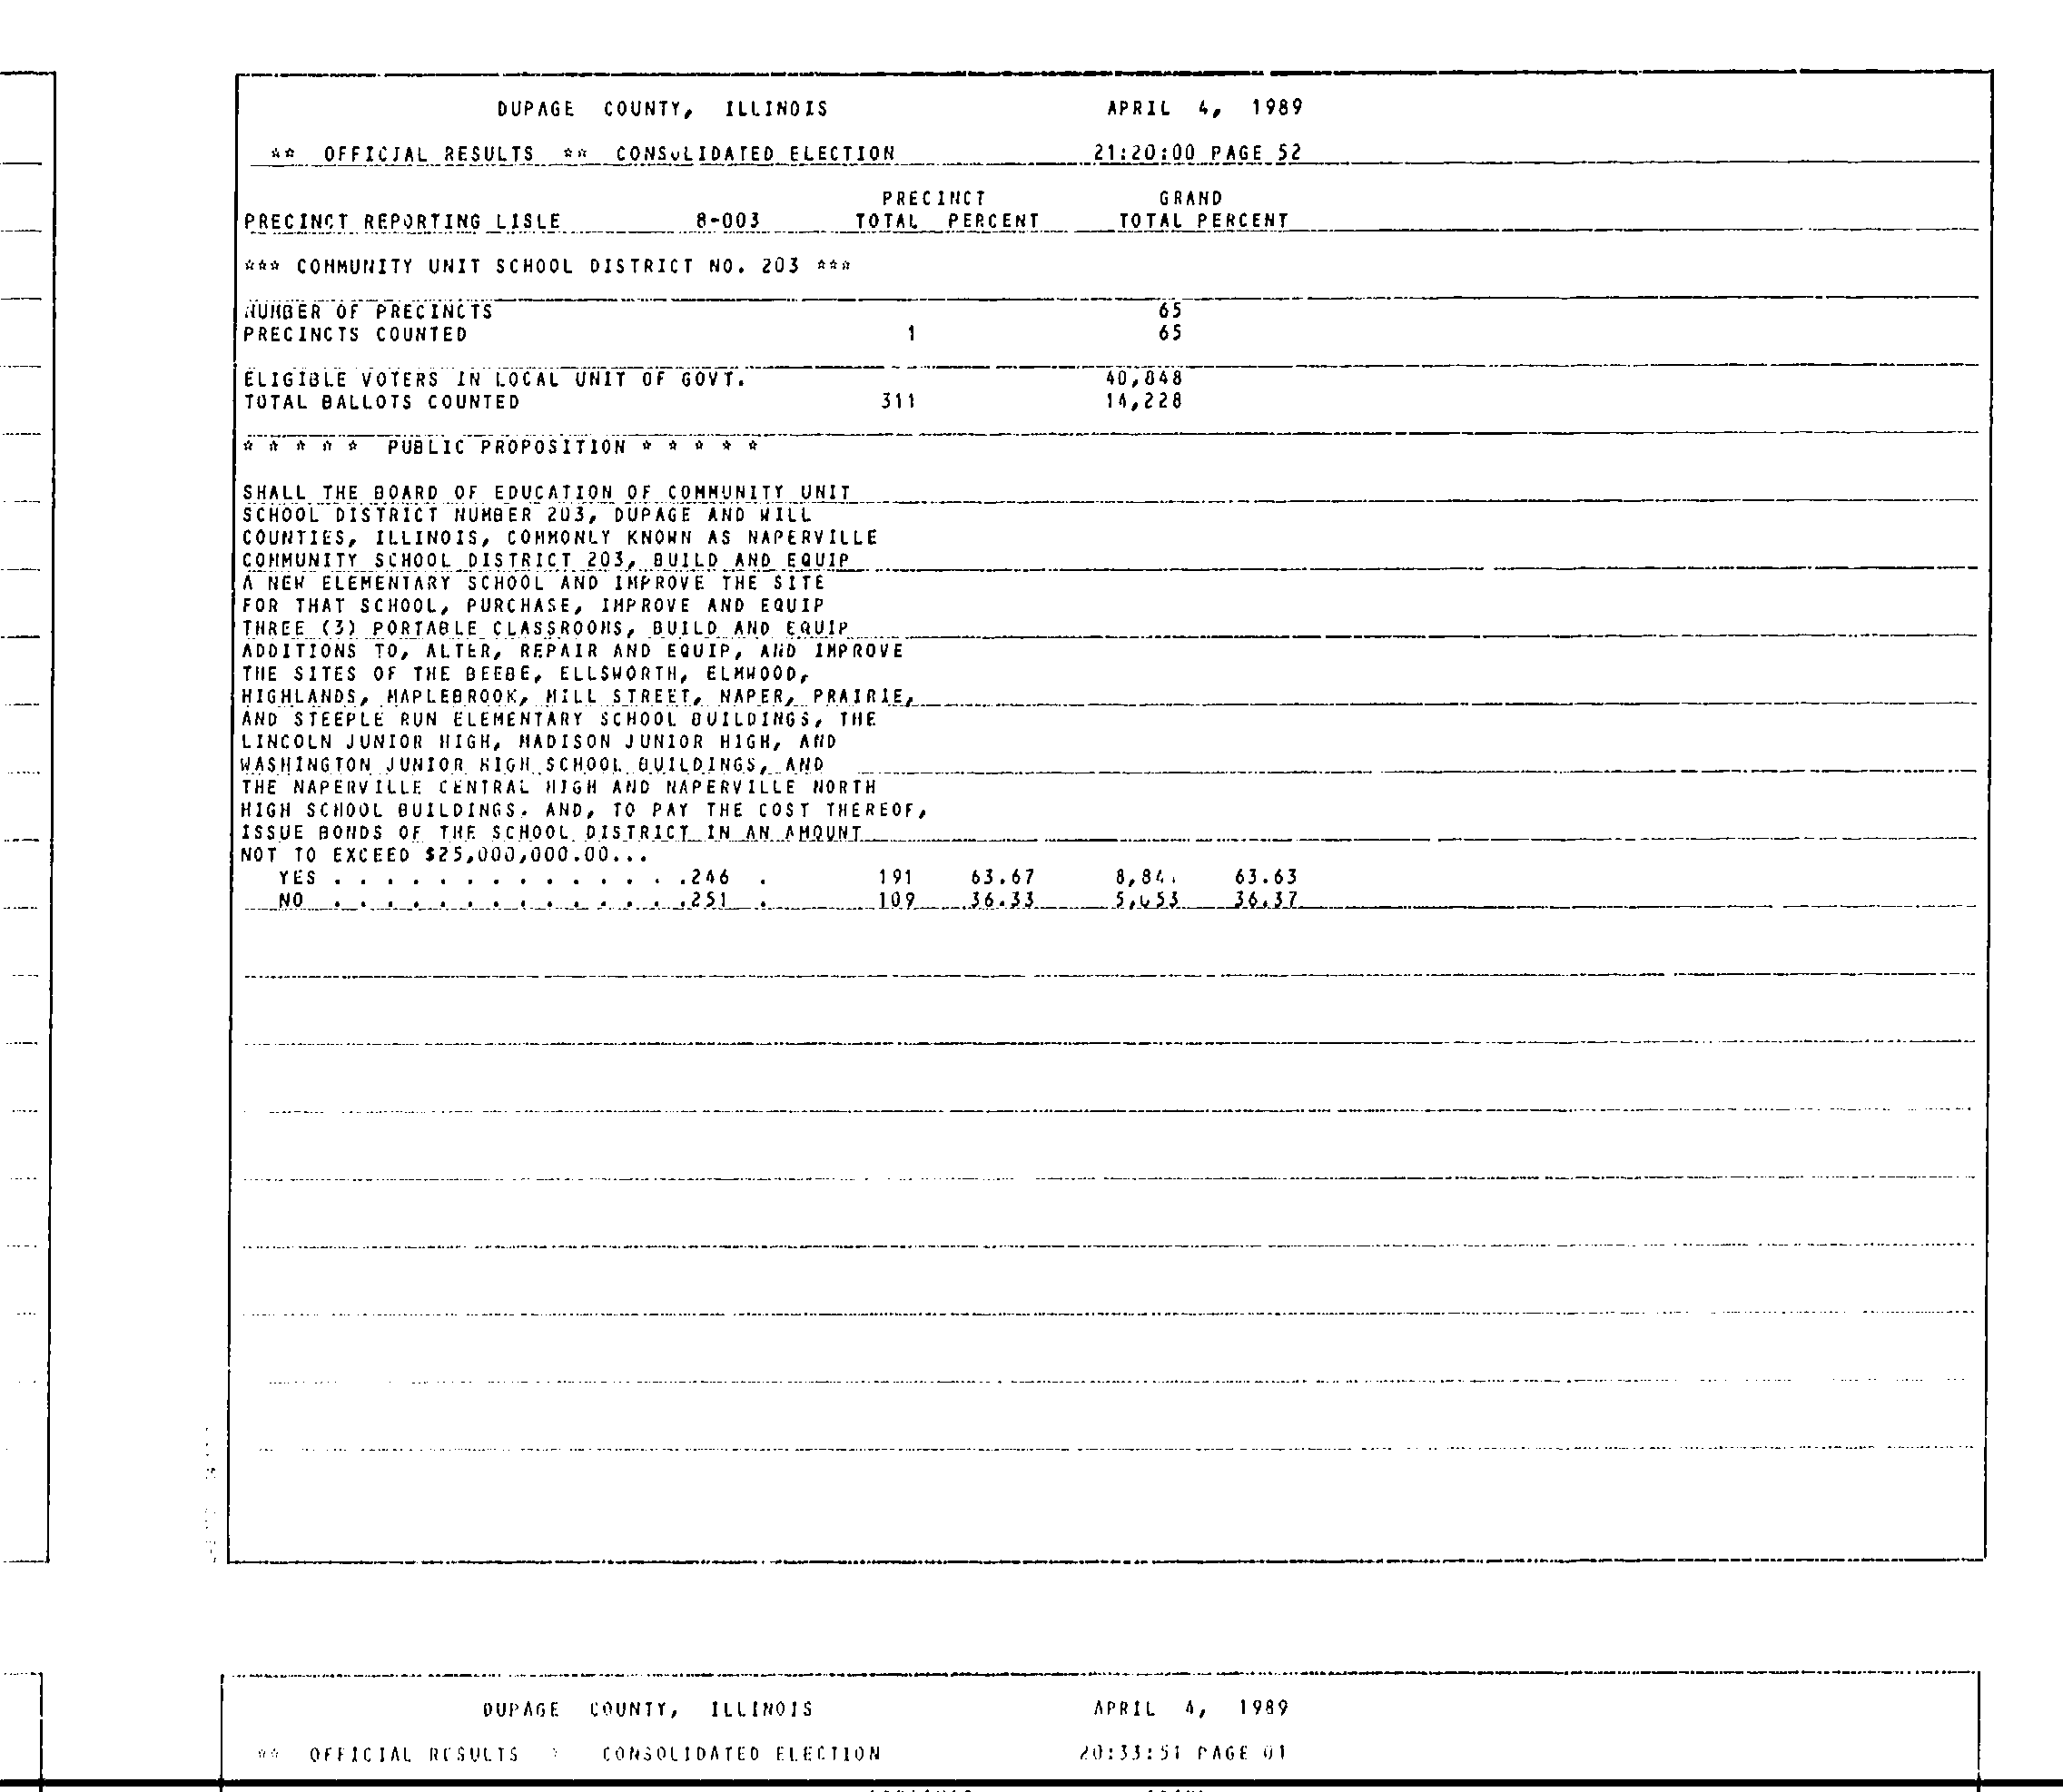 DUPAGE COUNTY, ILLINOIS APRIL 4, 1989
** OFFICIAL RESULTS ** CONSOLIDATED ELECTION 21:20:00 PAGE 52
PRECINCT GRAND
PRECINCT REPORTING LISLE 8-003 TOTAL PERCENT TOTAL PERCENT
*** COMMUNITY UNIT SCHOOL DISTRICT NO. 203 ***
NUMBER OF PRECINCTS 65
PRECINCTS COUNTED 1 65
ELIGIBLE VOTERS IN LOCAL UNIT OF GOVT. 40,848
TOTAL BALLOTS COUNTED 311 14,228
* * * * * PUBLIC PROPOSITION * * * * *
SHALL THE BOARD OF EDUCATION OF COMMUNITY UNIT
SCHOOL DISTRICT NUMBER 203, DUPAGE AND WILL
COUNTIES, ILLINOIS, COMMONLY KNOWN AS NAPERVILLE
COMMUNITY SCHOOL DISTRICT 203, BUILD AND EQUIP
A NEW ELEMENTARY SCHOOL AND IMPROVE THE SITE
FOR THAT SCHOOL, PURCHASE, IMPROVE AND EQUIP
THREE (3) PORTABLE CLASSROOMS, BUILD AND EQUIP
ADDITIONS TO, ALTER, REPAIR AND EQUIP, AND IMPROVE
THE SITES OF THE BEEBE, ELLSWORTH, ELMWOOD,
HIGHLANDS, MAPLEBROOK, MILL STREET, NAPER, PRAIRIE,
AND STEEPLE RUN ELEMENTARY SCHOOL BUILDINGS, THE
LINCOLN JUNIOR HIGH, MADISON JUNIOR HIGH, AND
WASHINGTON JUNIOR HIGH SCHOOL BUILDINGS, AND
THE NAPERVILLE CENTRAL HIGH AND NAPERVILLE NORTH
HIGH SCHOOL BUILDINGS. AND, TO PAY THE COST THEREOF,
ISSUE BONDS OF THE SCHOOL DISTRICT IN AN AMOUNT
NOT TO EXCEED $25,000,000.00...
YES . . . . . . . . . . . . . .246 . 191 63.67 63.63
NO . . . . . . . . . . . . . .251 . 109 36.33 36.37
DUPAGE COUNTY, ILLINOIS APRIL 4, 1989
** OFFICIAL RESULTS CONSOLIDATED ELECTION 20:33:51 PAGE 01